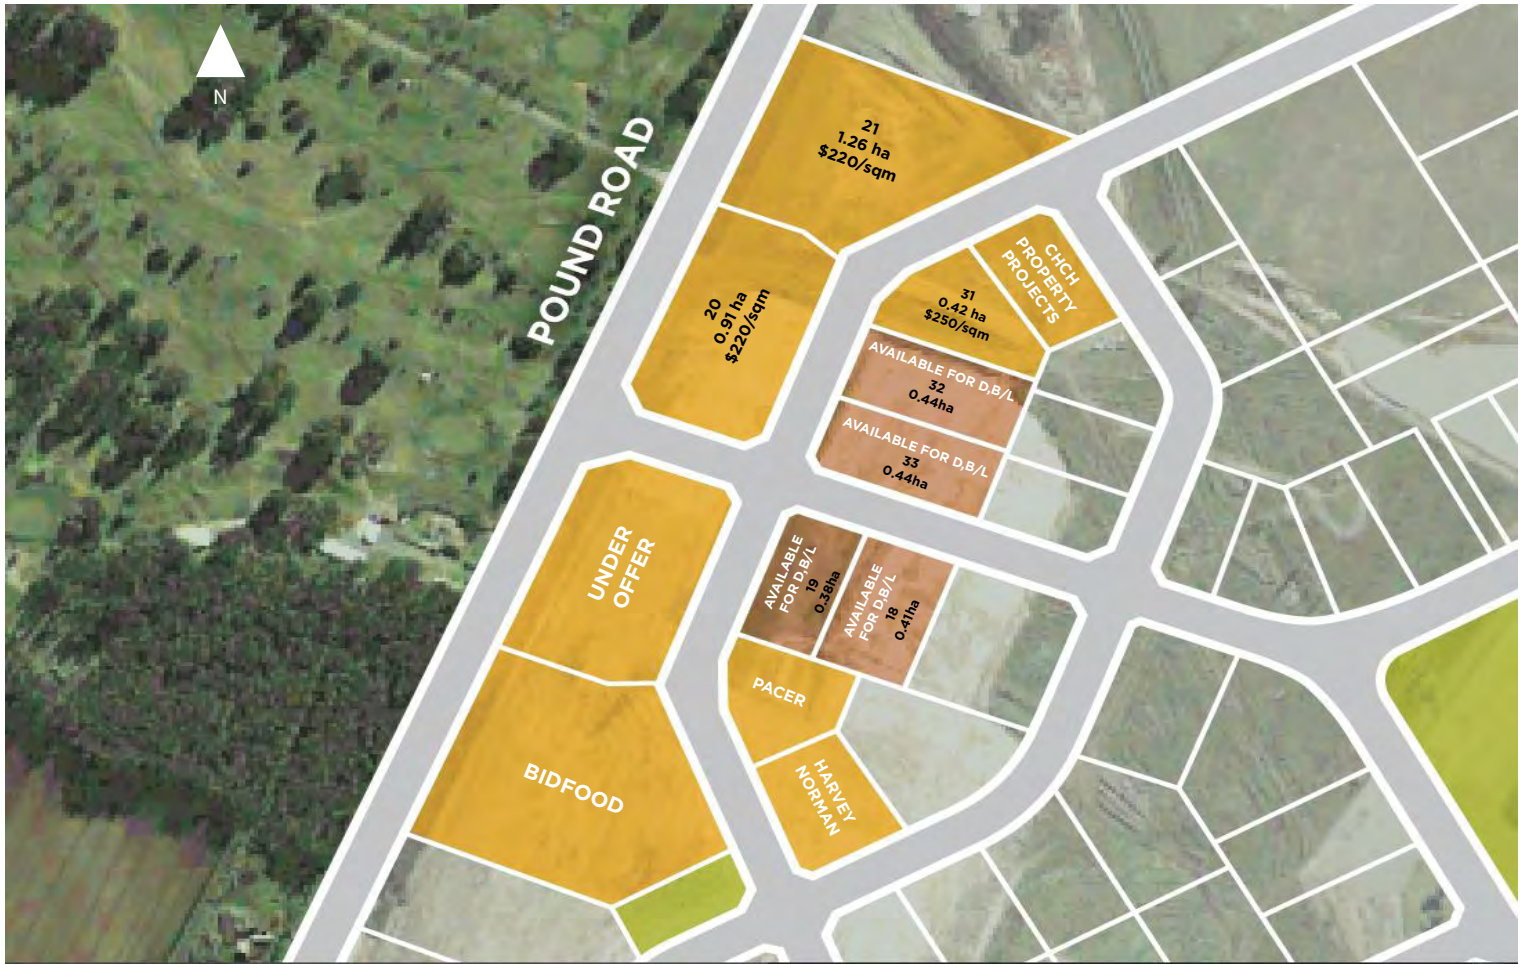 N
POUND ROAD
21
1.26 ha
$220/sqm
20
0.91 ha
$220/sqm
CHCH
PROPERTY
PROJECTS
31
0.42 ha
$250/sqm
AVAILABLE FOR D,B/L
32
0.44ha
AVAILABLE FOR D,B/L
33
0.44ha
UNDER
OFFER
AVAILABLE
FOR D,B/L
19
0.38ha
AVAILABLE
FOR D,B/L
18
0.41ha
PACER
BIDFOOD
HARVEY
NORMAN